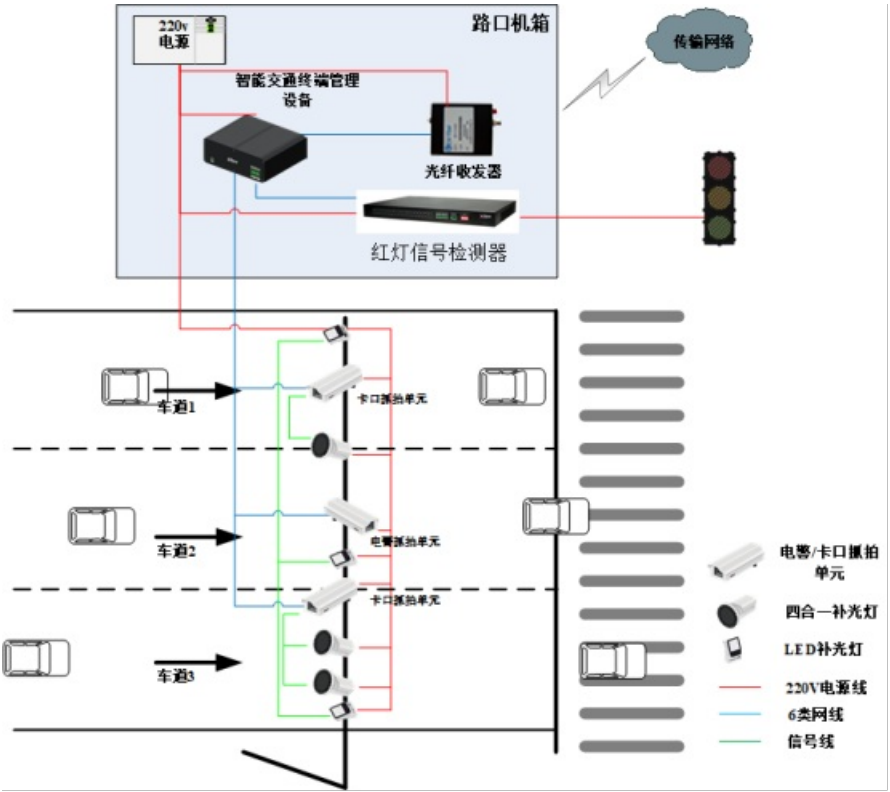 220v
电源
路口机箱
传输网络
智能交通终端管理
设备
光纤收发器
红灯信号检测器
车道1
卡口抓拍单元
车道2
电警抓拍单元
卡口抓拍单元
车道3
电警/卡口抓拍
单元
四合一补光灯
LED补光灯
220V电源线
6类网线
信号线